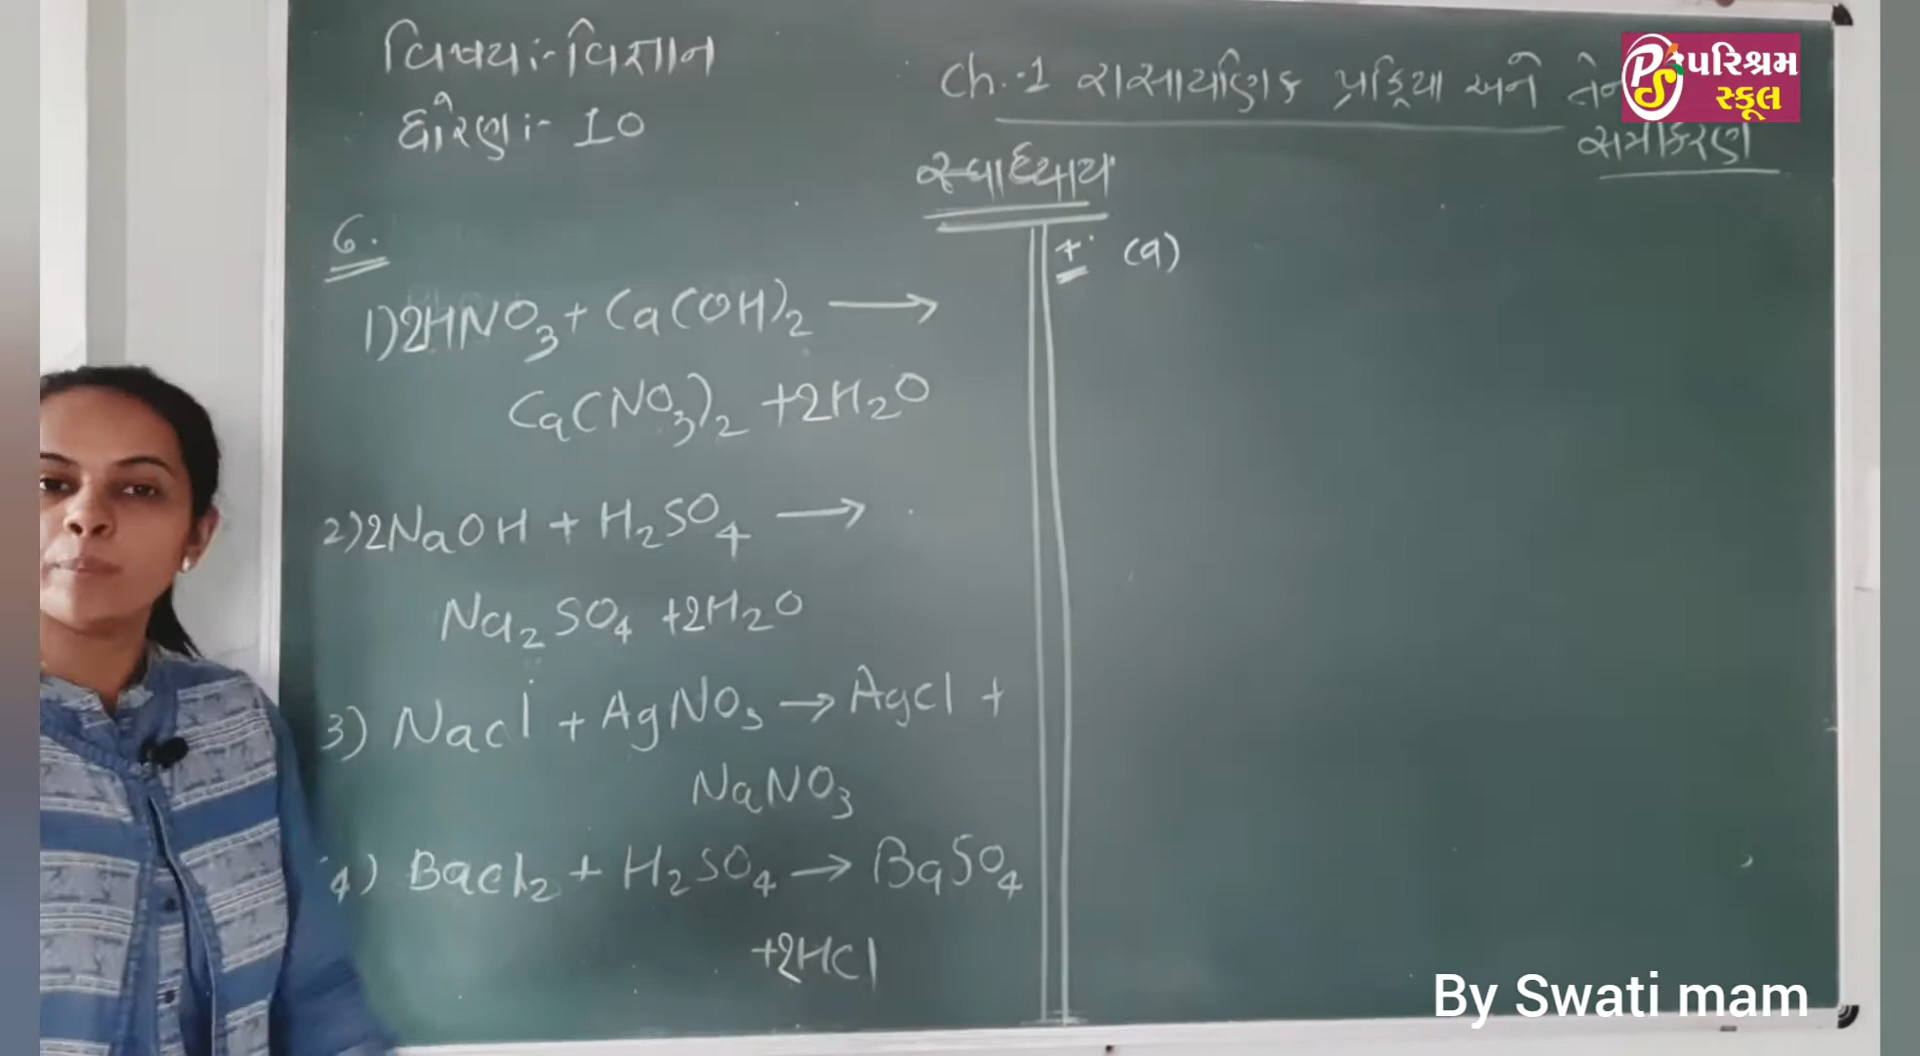 વિષય:- વિજ્ઞાન
ધોરણ:- 10
Ch.-1 રાસાયણિક પ્રક્રિયા અને
સમીકરણ
પરિશ્રમ
સ્કૂલ
સ્વાધ્યાય
6.
1) 2HNO3 + Ca(OH)2 →
Ca(NO3)2 + 2H2O
2) 2NaOH + H2SO4 →
Na2SO4 + 2H2O
3) Nacl + AgNO3 → Agcl +
NaNO3
4) Bacl2 + H2SO4 → BaSO4
+2HCl
(a)
By Swati mam